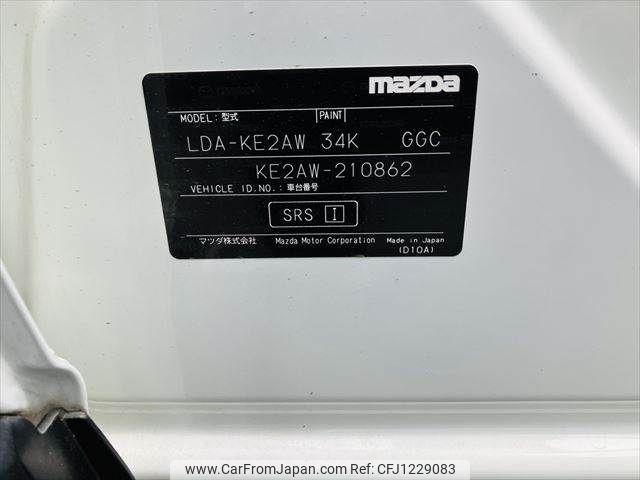 mazda
MODEL: 型式 PAINT
LDA-KE2AW 34K GGC
KE2AW-210862
VEHICLE ID.NO.: 車台番号
SRS I
マツダ株式会社 Mazda Motor Corporation Made in Japan
(D10A)
www.CarFromJapan.com | CFJ1229083